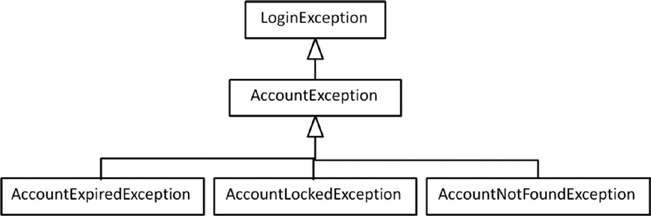 LoginException
AccountException
AccountExpiredException
AccountLockedException
AccountNotFoundException